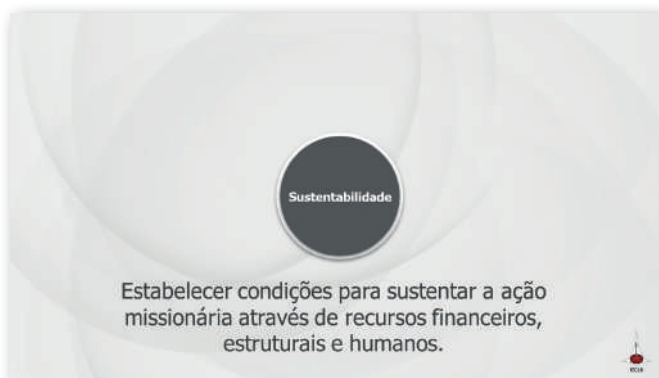 Sustentabilidade
Estabelecer condições para sustentar a ação
missionária através de recursos financeiros,
estruturais e humanos.